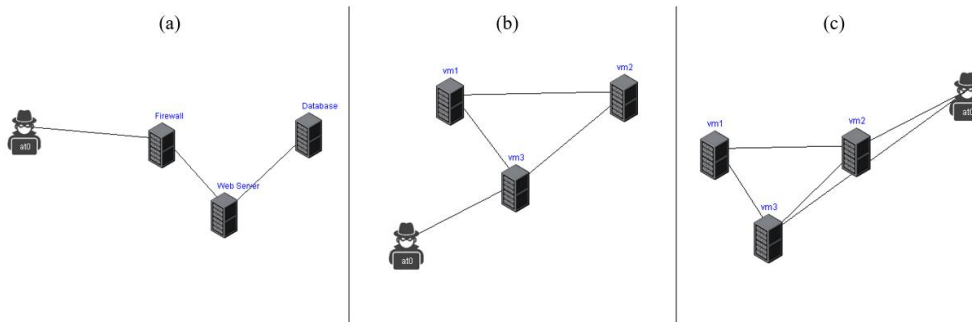 (a)
at0
Firewall
Web Server
Database
(b)
vm1
vm2
vm3
at0
(c)
vm1
vm2
vm3
at0